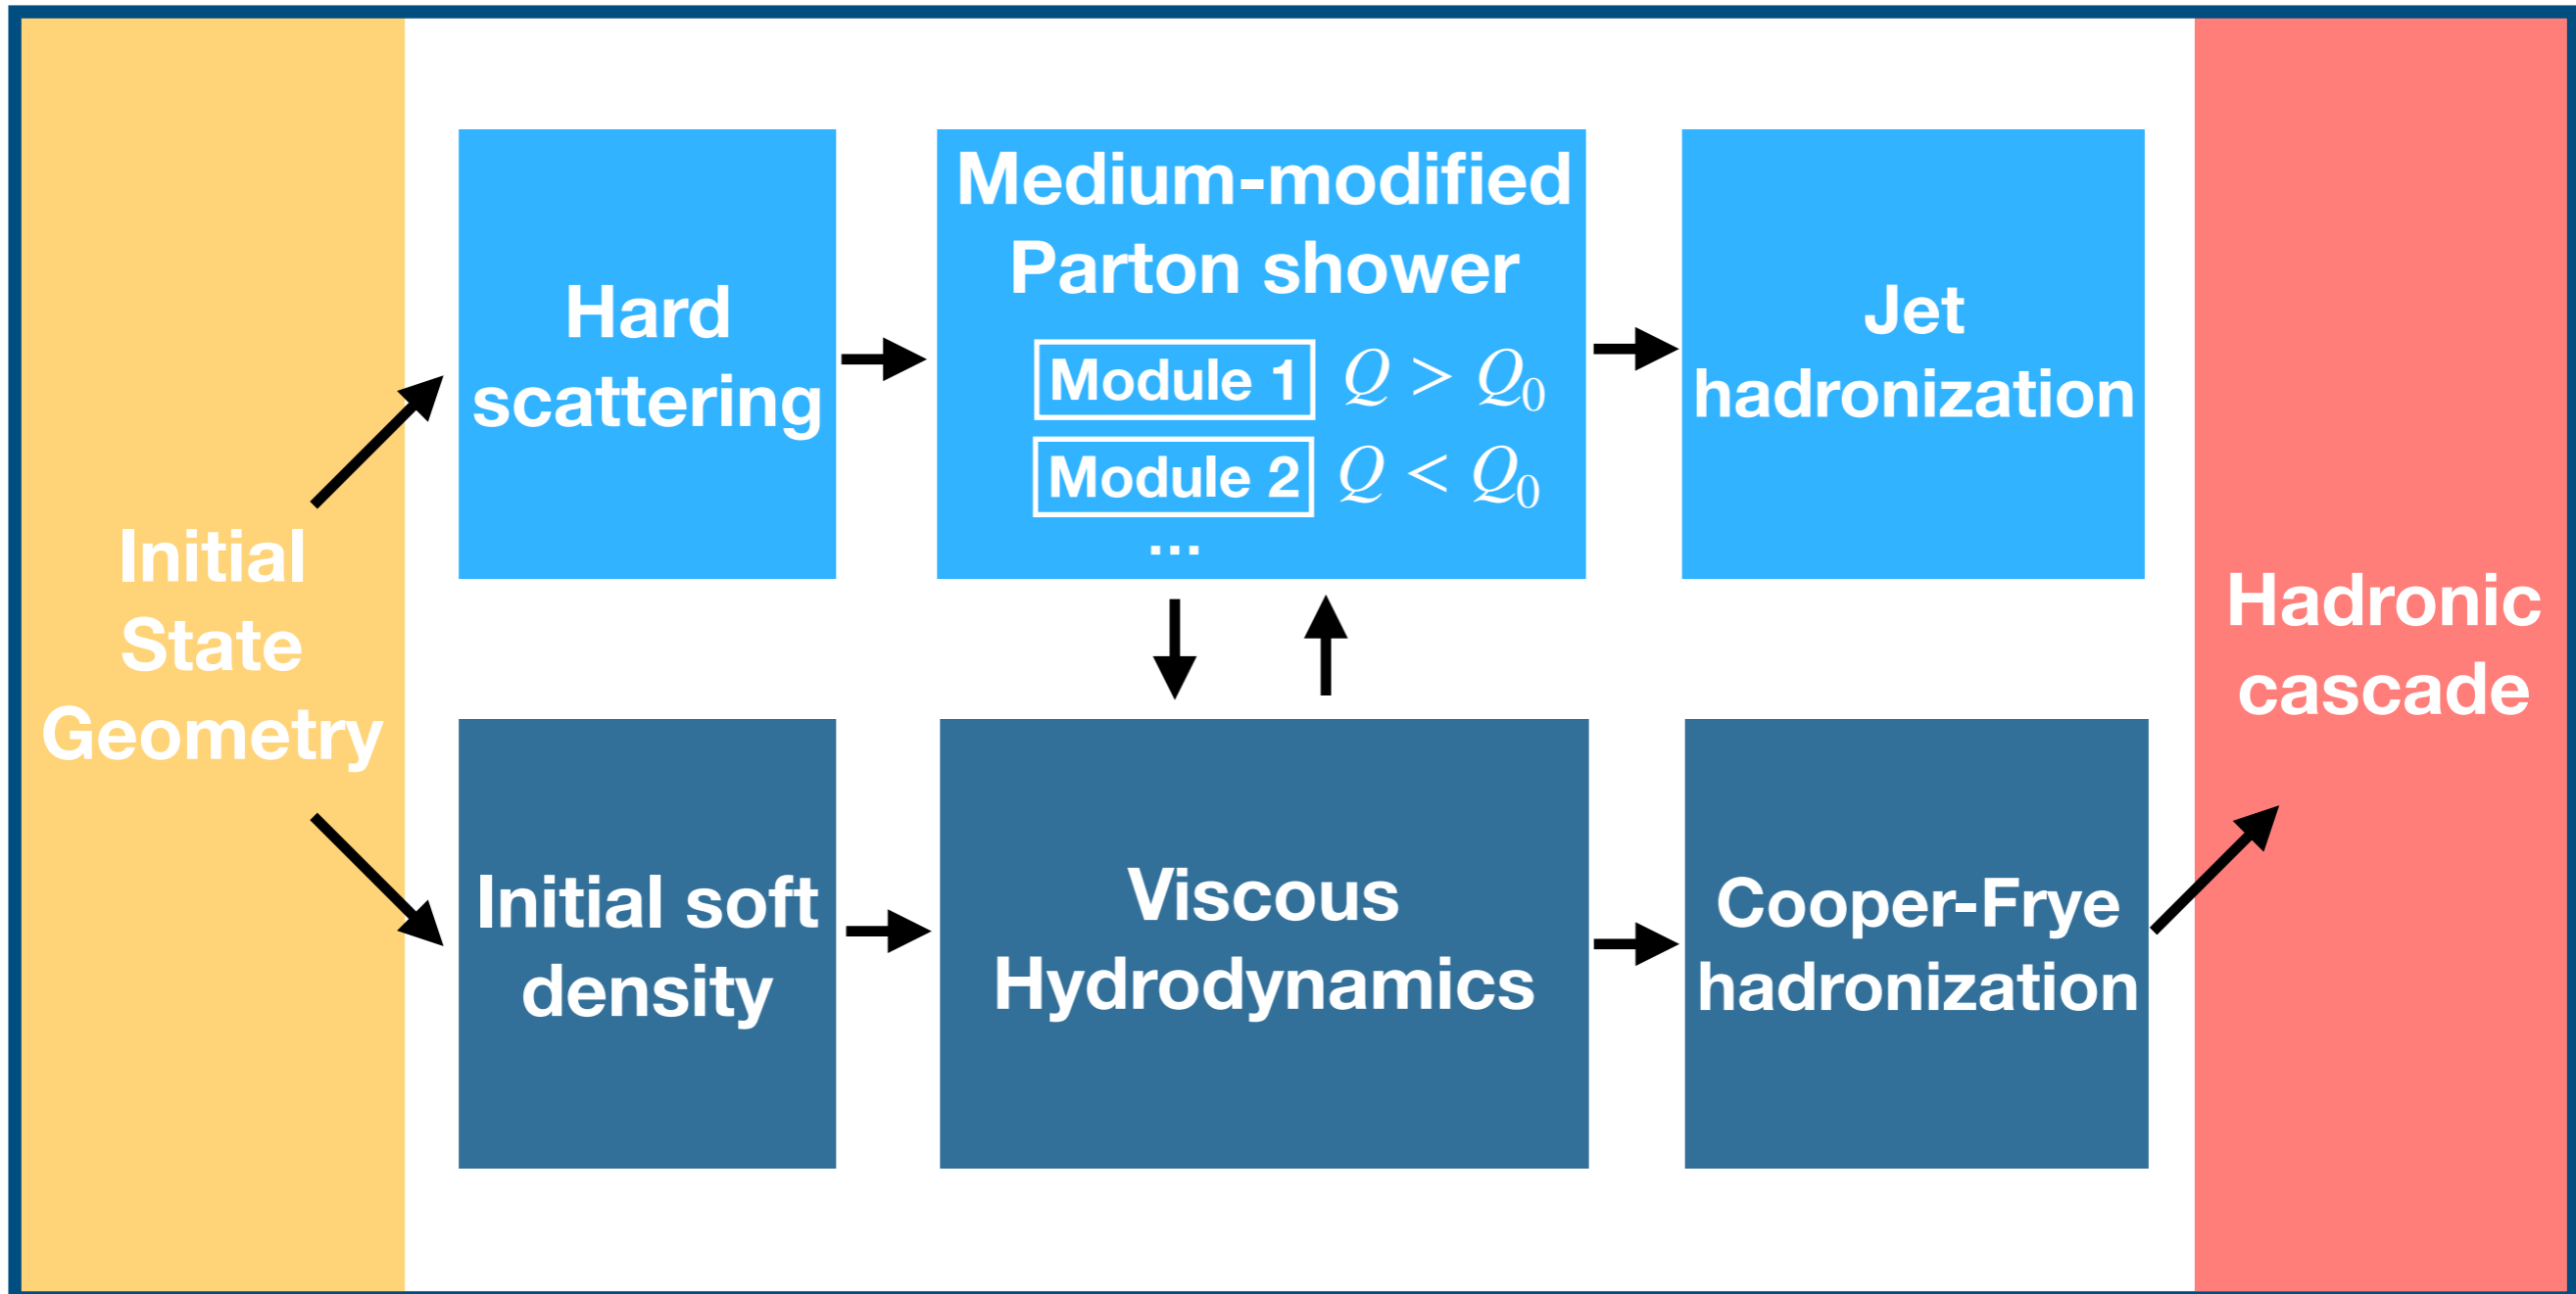 Initial
State
Geometry
Hard
scattering
Medium-modified
Parton shower
Module 1 Q > Q₀
Module 2 Q < Q₀
...
Jet
hadronization
Initial soft
density
Viscous
Hydrodynamics
Cooper-Frye
hadronization
Hadronic
cascade